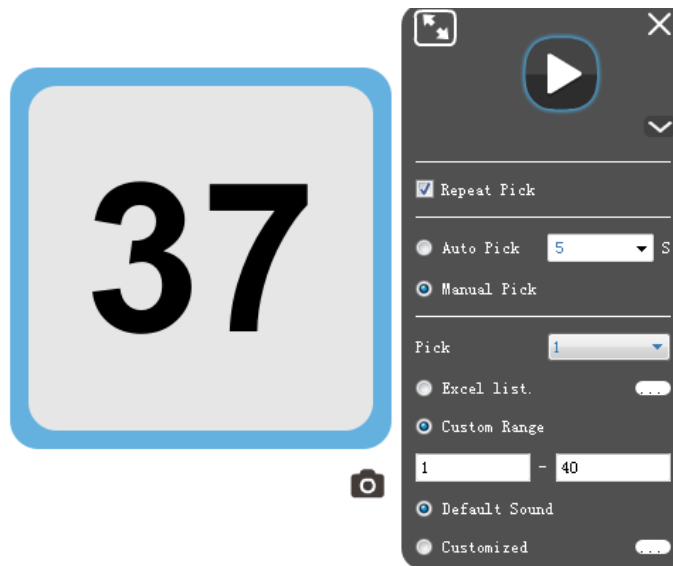 37
Repeat Pick
Auto Pick 5 S
Manual Pick
Pick 1
Excel list. ...
Custom Range
1 - 40
Default Sound
Customized ...